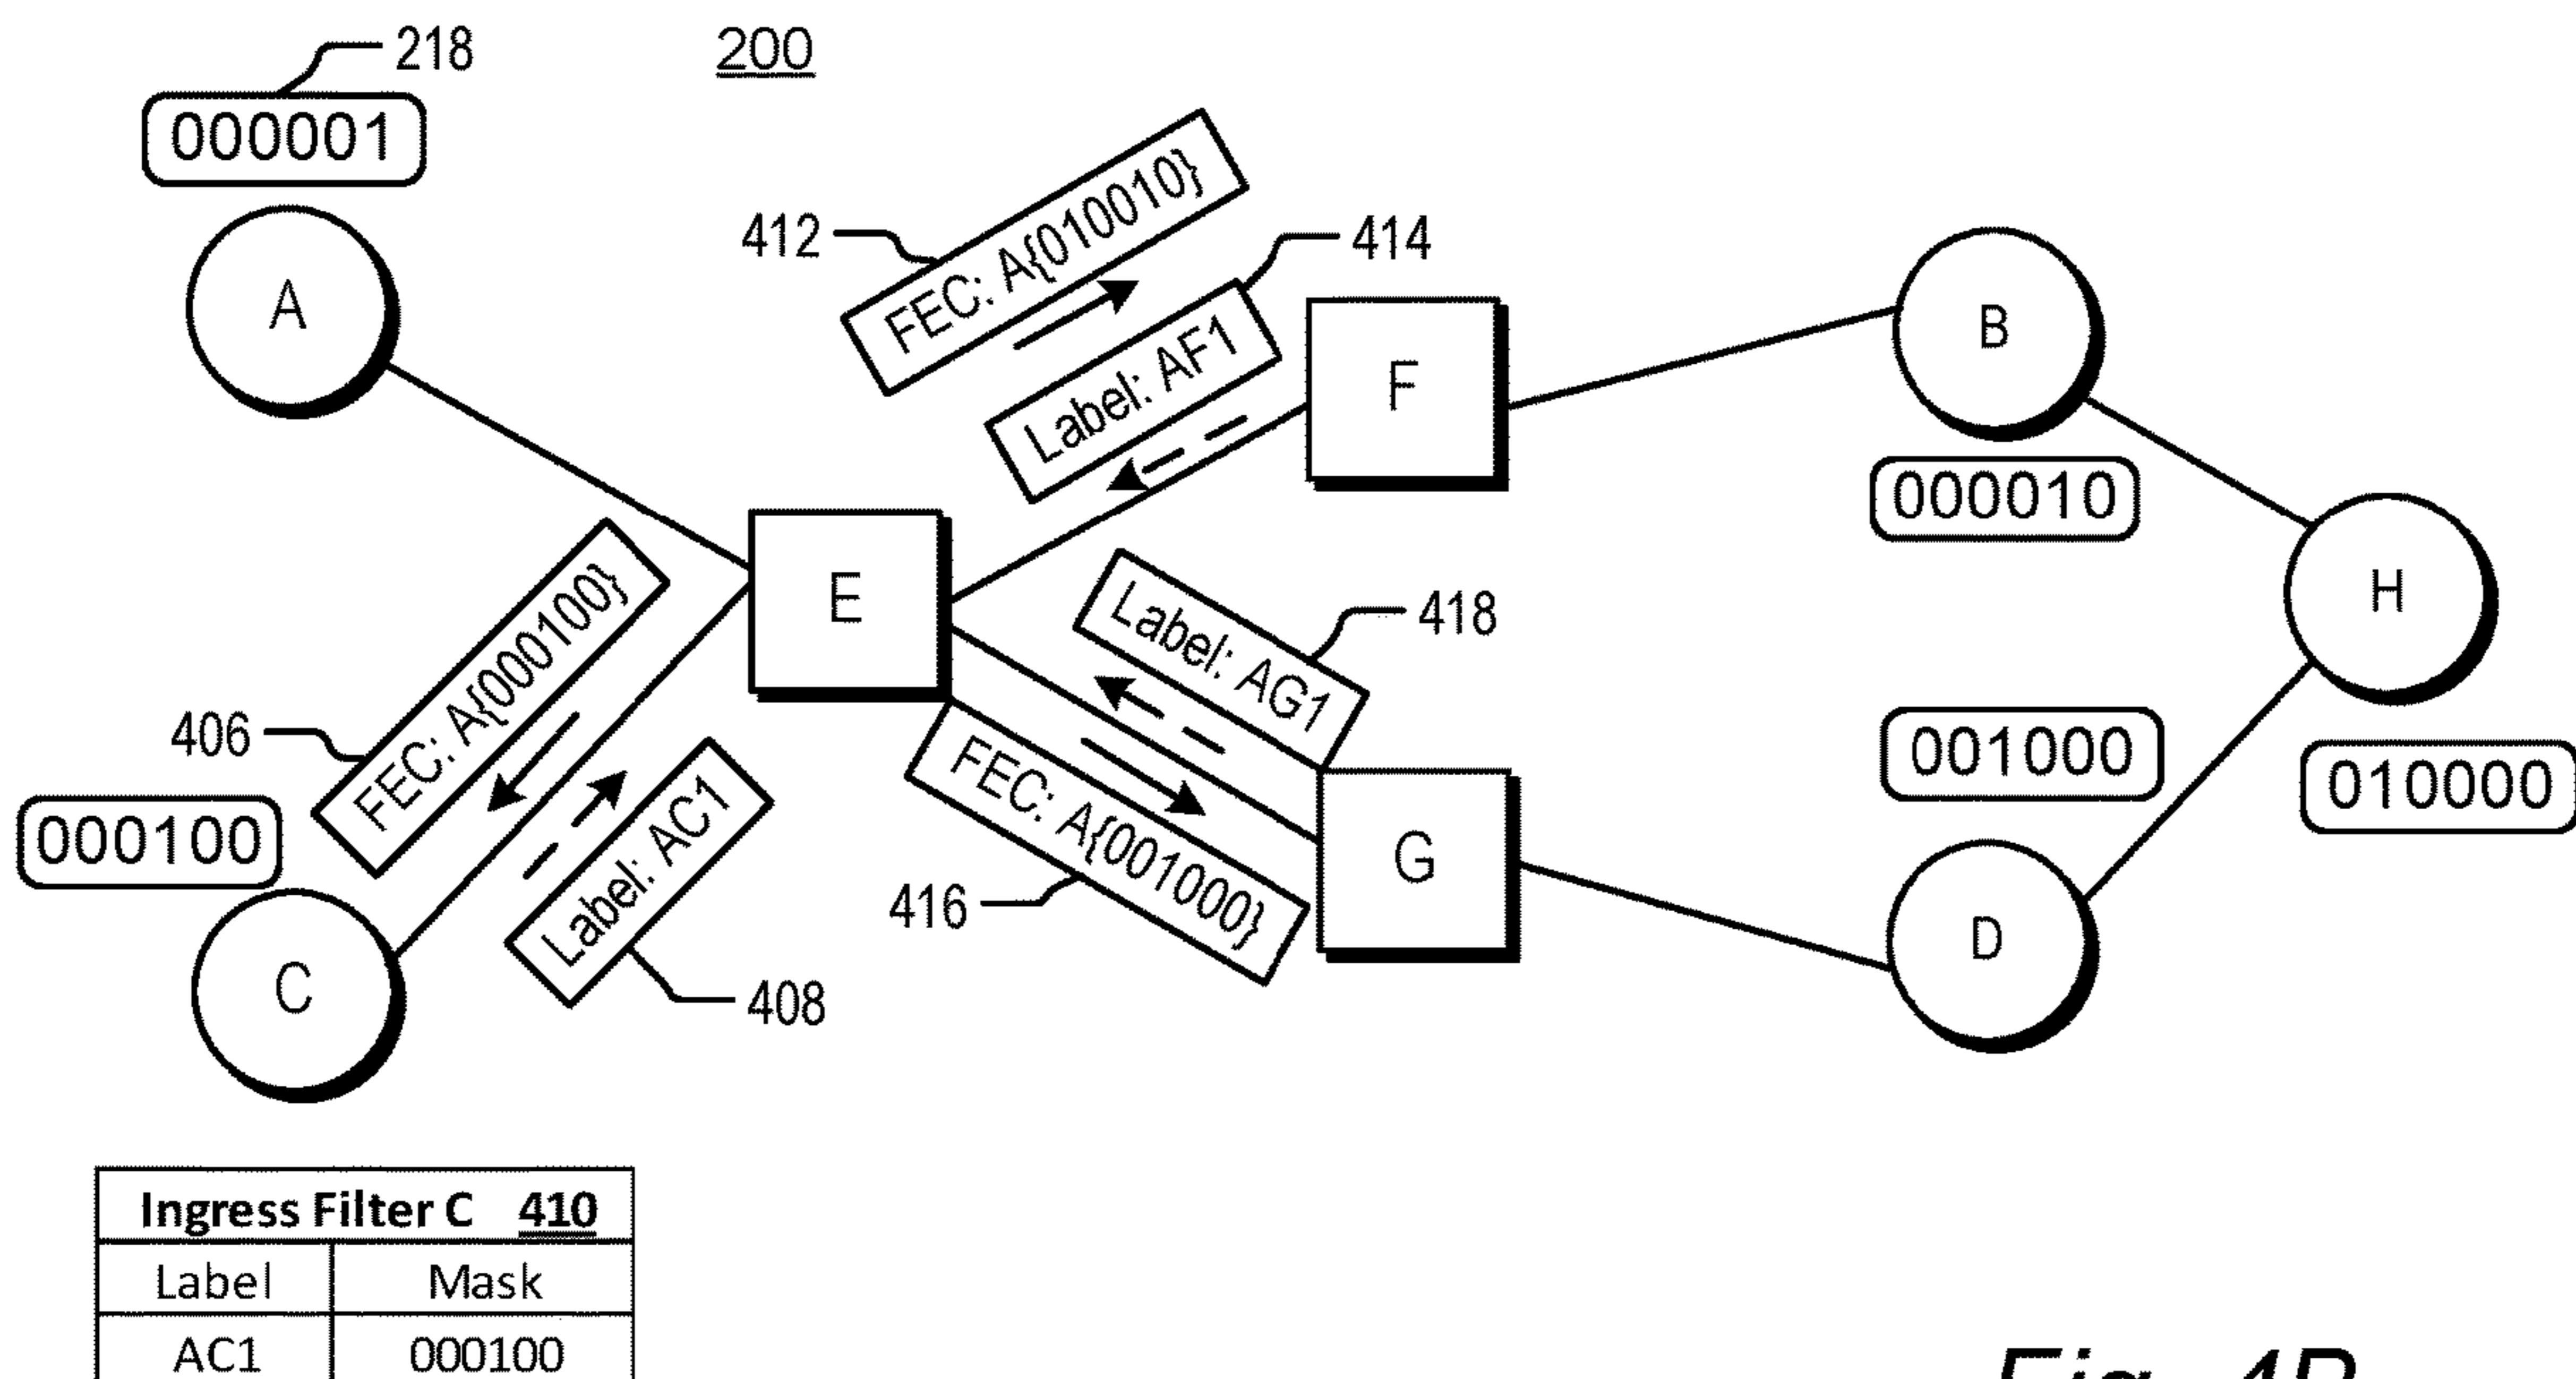 218
200
000001
FEC: A{010010}
412
414
A
Label: AF1
B
F
000010
E
H
FEC: A{000100}
Label: AG1
418
406
001000
010000
FEC: A{001000}
000100
Label: AC1
G
416
D
C
408
Ingress Filter C 410
Label Mask
AC1 000100